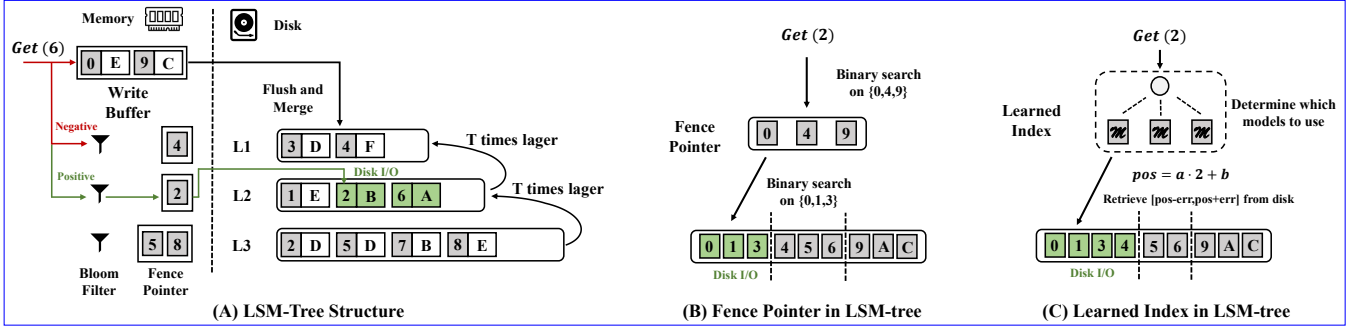 Memory
Disk
Get (6)
0 E 9 C
Write
Buffer
Flush and
Merge
Negative
4
L1
3 D 4 F
T times lager
Disk I/O
Positive
2
L2
1 E 2 B 6 A
T times lager
5 8
L3
2 D 5 D 7 B 8 E
Bloom
Filter
Fence
Pointer
(A) LSM-Tree Structure
Get (2)
Binary search
on {0,4,9}
Fence
Pointer
0 4 9
Binary search
on {0,1,3}
0 1 3 4 5 6 9 A C
Disk I/O
(B) Fence Pointer in LSM-tree
Get (2)
Learned
Index
Determine which
models to use
M M M
pos = a · 2 + b
Retrieve |pos-err,pos+err| from disk
0 1 3 4 5 6 9 A C
Disk I/O
(C) Learned Index in LSM-tree